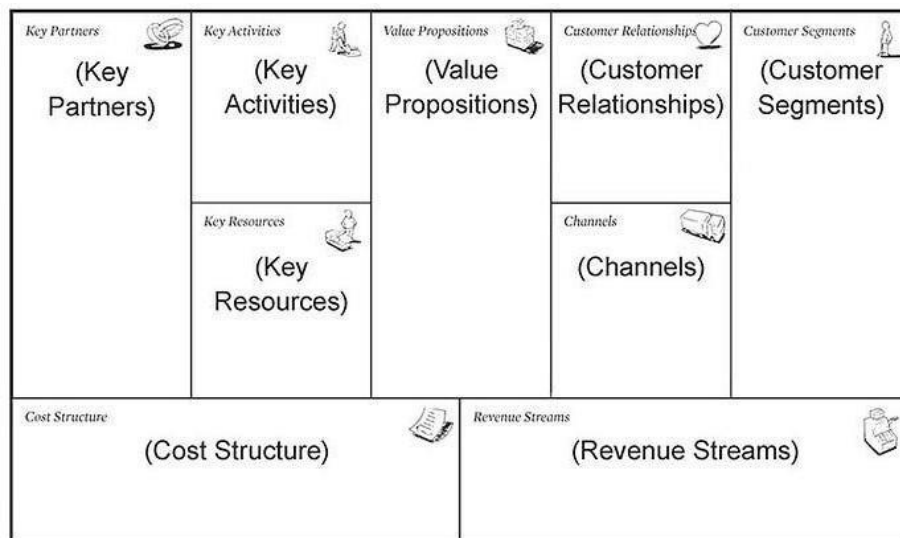 Key Partners
(Key
Partners)
Key Activities
(Key
Activities)
Key Resources
(Key
Resources)
Value Propositions
(Value
Propositions)
Customer Relationships
(Customer
Relationships)
Channels
(Channels)
Customer Segments
(Customer
Segments)
Cost Structure
(Cost Structure)
Revenue Streams
(Revenue Streams)